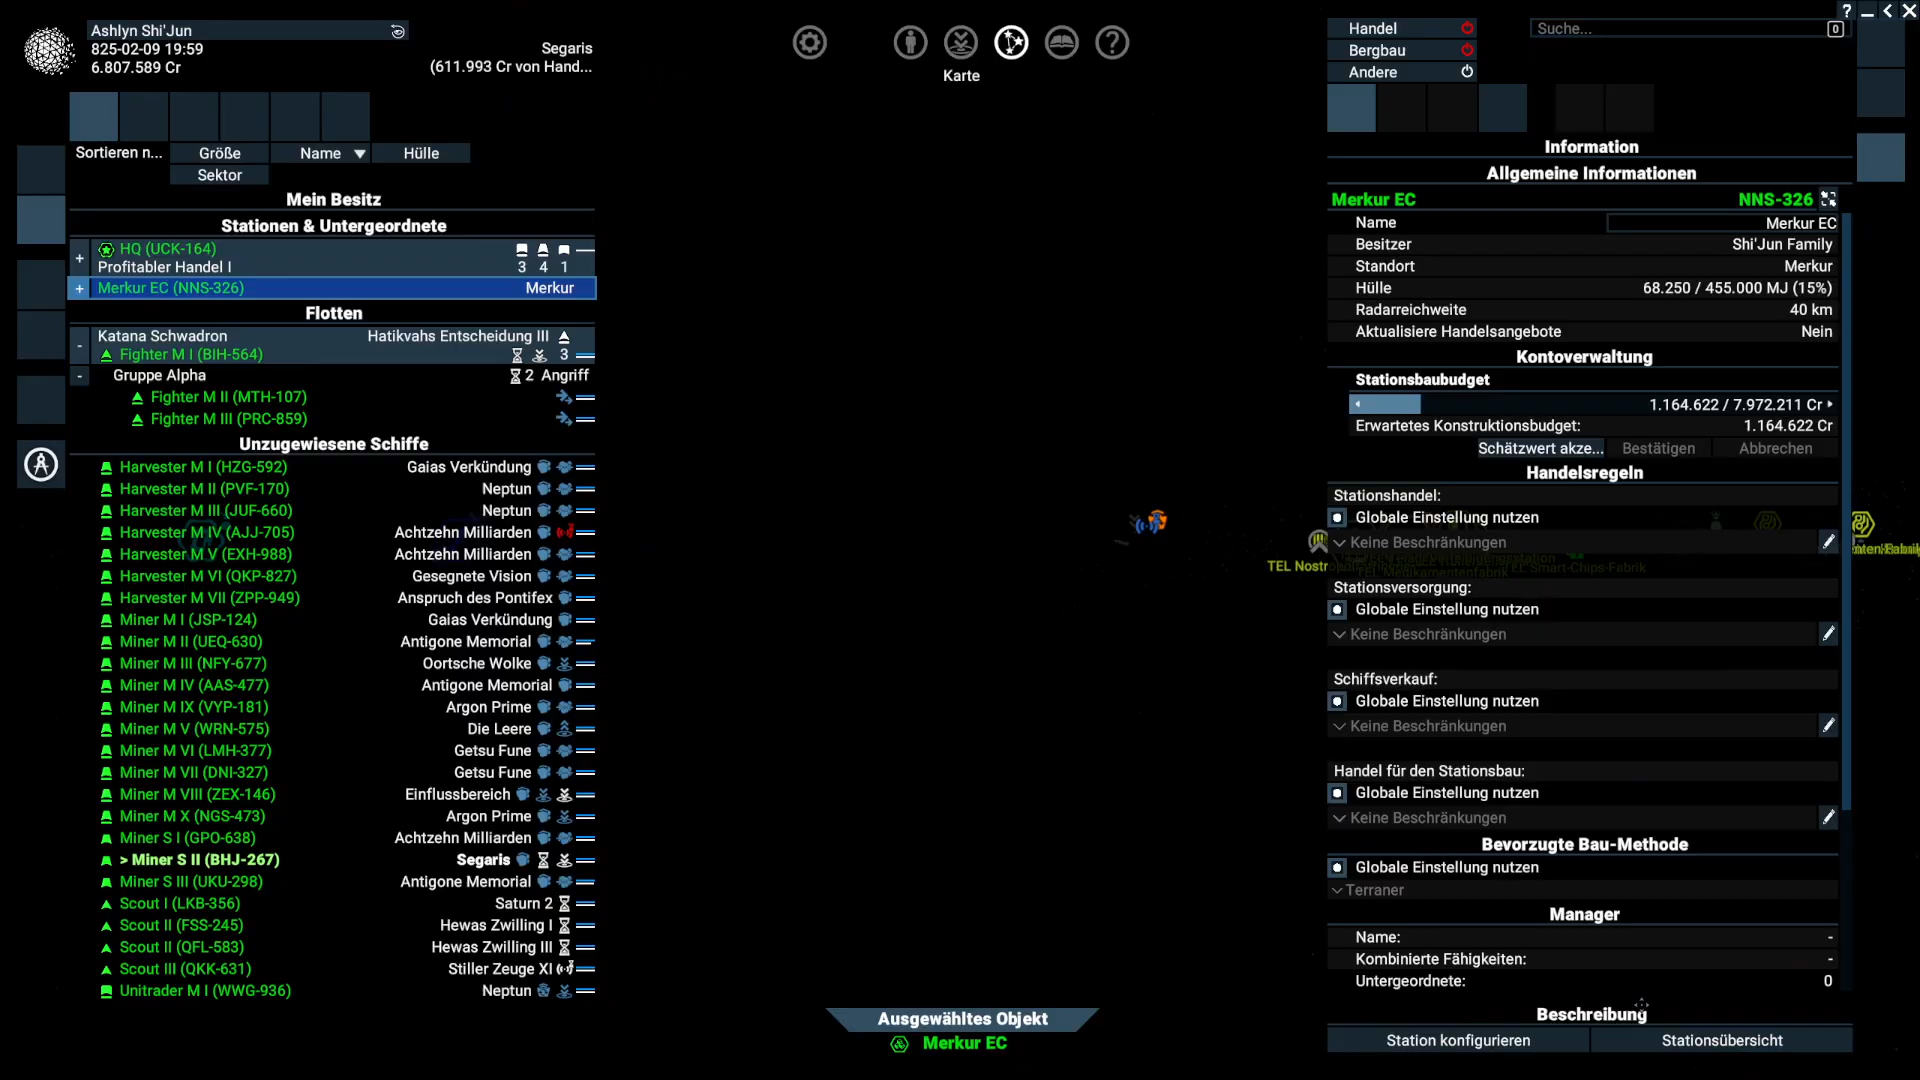 Ashlyn Shi'Jun
825-02-09 19:59
6.807.589 Cr
Segaris
(611.993 Cr von Hand...
Karte
Sortieren n...
Größe
Name
Hülle
Sektor
Mein Besitz
Stationen & Untergeordnete
+
HQ (UCK-164)
Profitabler Handel I
3 4 1
+ Merkur EC (NNS-326) Merkur
Flotten
- Katana Schwadron Hatikvahs Entscheidung III
Fighter M I (BIH-564) 3
- Gruppe Alpha 2 Angriff
Fighter M II (MTH-107)
Fighter M III (PRC-859)
Unzugewiesene Schiffe
Harvester M I (HZG-592) Gaias Verkündung
Harvester M II (PVF-170) Neptun
Harvester M III (JUF-660) Neptun
Harvester M IV (AJJ-705) Achtzehn Milliarden
Harvester M V (EXH-988) Achtzehn Milliarden
Harvester M VI (QKP-827) Gesegnete Vision
Harvester M VII (ZPP-949) Anspruch des Pontifex
Miner M I (JSP-124) Gaias Verkündung
Miner M II (UEQ-630) Antigone Memorial
Miner M III (NFY-677) Oortsche Wolke
Miner M IV (AAS-477) Antigone Memorial
Miner M IX (VYP-181) Argon Prime
Miner M V (WRN-575) Die Leere
Miner M VI (LMH-377) Getsu Fune
Miner M VII (DNI-327) Getsu Fune
Miner M VIII (ZEX-146) Einflussbereich
Miner M X (NGS-473) Argon Prime
Miner S I (GPO-638) Achtzehn Milliarden
> Miner S II (BHJ-267) Segaris
Miner S III (UKU-298) Antigone Memorial
Scout I (LKB-356) Saturn 2
Scout II (FSS-245) Hewas Zwilling I
Scout II (QFL-583) Hewas Zwilling III
Scout III (QKK-631) Stiller Zeuge XI
Unitrader M I (WWG-936) Neptun
Ausgewähltes Objekt
Merkur EC
TEL Nostr
TEL Medikamentenfabrik
TEL Smart-Chips-Fabrik
Handel
Bergbau
Andere
Suche...
0
Information
Allgemeine Informationen
Merkur EC NNS-326
Name Merkur EC
Besitzer Shi'Jun Family
Standort Merkur
Hülle 68.250 / 455.000 MJ (15%)
Radarreichweite 40 km
Aktualisiere Handelsangebote Nein
Kontoverwaltung
Stationsbaubudget
1.164.622 / 7.972.211 Cr
Erwartetes Konstruktionsbudget: 1.164.622 Cr
Schätzwert akze... Bestätigen Abbrechen
Handelsregeln
Stationshandel:
Globale Einstellung nutzen
Keine Beschränkungen
Stationsversorgung:
Globale Einstellung nutzen
Keine Beschränkungen
Schiffsverkauf:
Globale Einstellung nutzen
Keine Beschränkungen
Handel für den Stationsbau:
Globale Einstellung nutzen
Keine Beschränkungen
Bevorzugte Bau-Methode
Globale Einstellung nutzen
Terraner
Manager
Name: -
Kombinierte Fähigkeiten: -
Untergeordnete: 0
Beschreibung
Station konfigurieren Stationsübersicht